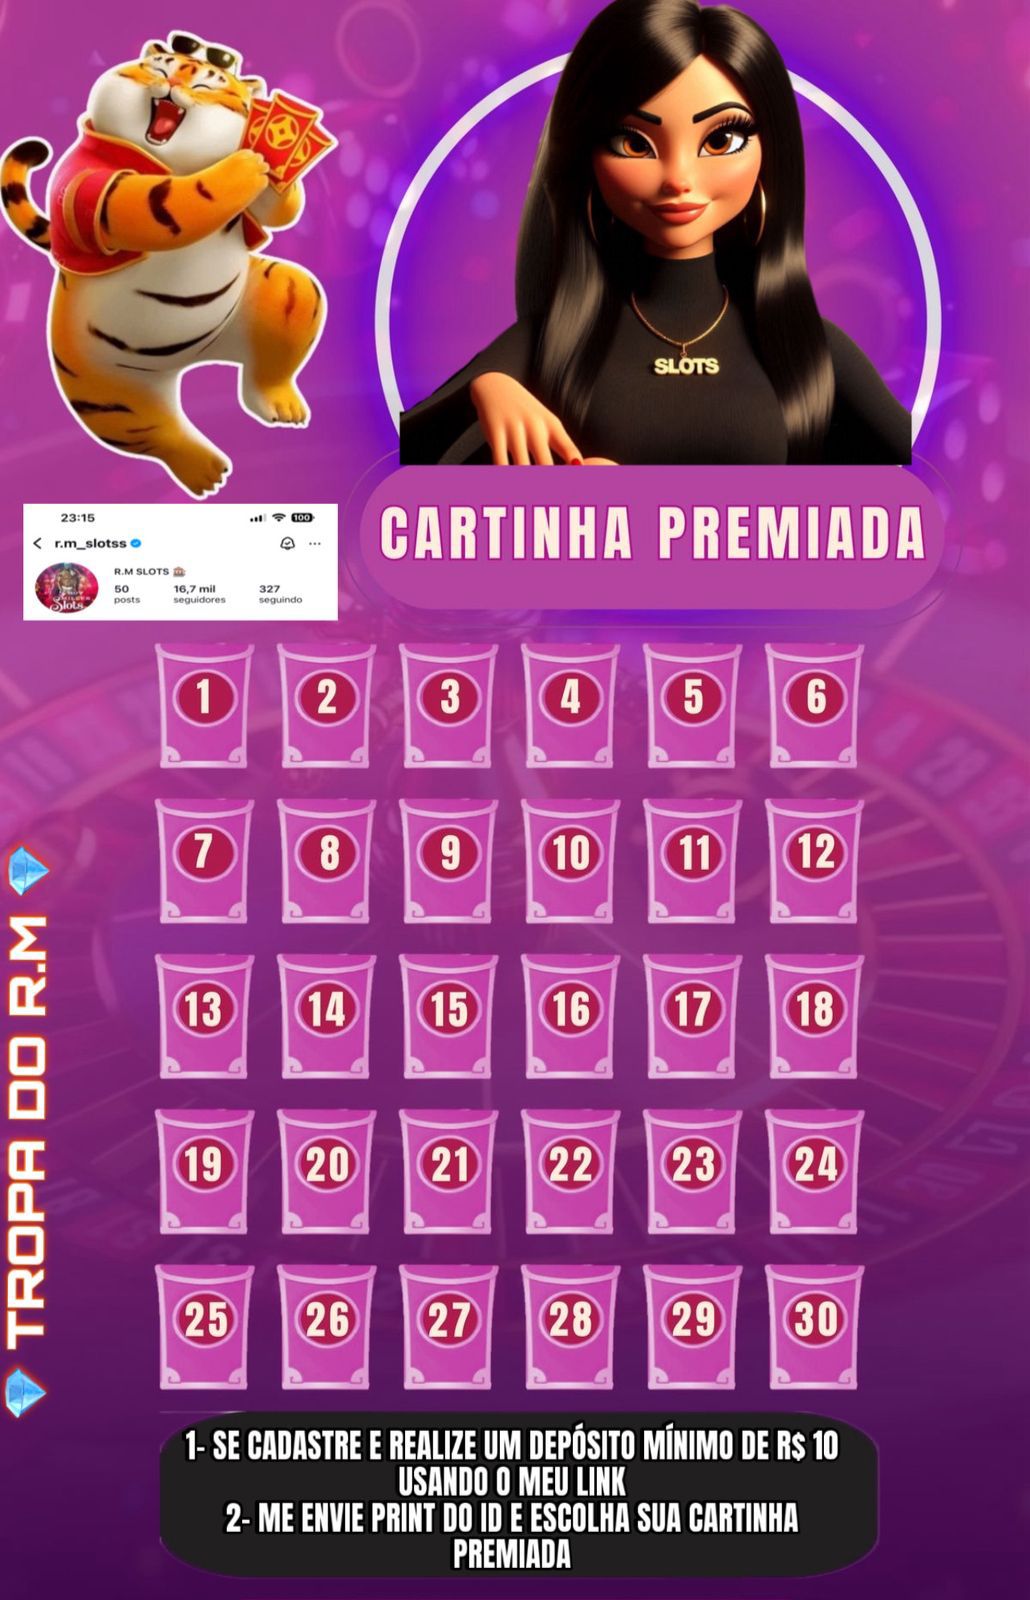 SLOTS
23:15
100
r.m_slotss
R.M SLOTS 🎰
50 16,7 mil 327
posts seguidores seguindo
Slots
CARTINHA PREMIADA
1 2 3 4 5 6
7 8 9 10 11 12
13 14 15 16 17 18
19 20 21 22 23 24
25 26 27 28 29 30
TROPA DO R.M
1- SE CADASTRE E REALIZE UM DEPÓSITO MÍNIMO DE R$ 10
USANDO O MEU LINK
2- ME ENVIE PRINT DO ID E ESCOLHA SUA CARTINHA
PREMIADA